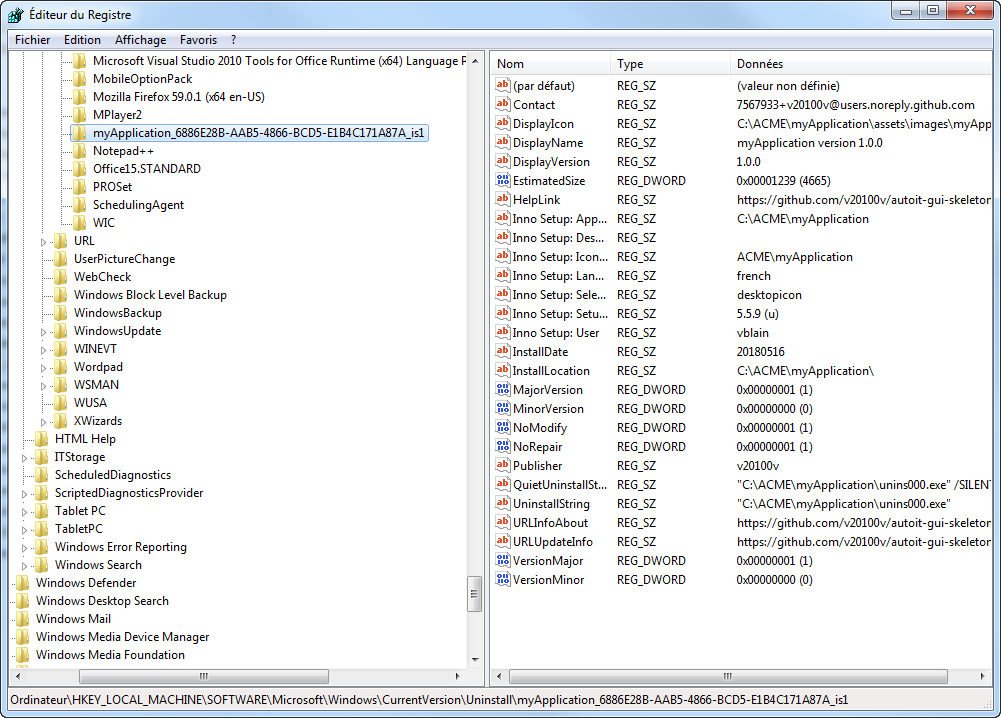 Éditeur du Registre
Fichier Edition Affichage Favoris ?
Microsoft Visual Studio 2010 Tools for Office Runtime (x64) Language P
MobileOptionPack
Mozilla Firefox 59.0.1 (x64 en-US)
MPlayer2
myApplication_6886E28B-AAB5-4866-BCD5-E1B4C171A87A_is1
Notepad++
Office15.STANDARD
PROSet
SchedulingAgent
WIC
URL
UserPictureChange
WebCheck
Windows Block Level Backup
WindowsBackup
WindowsUpdate
WINEVT
Wordpad
WSMAN
WUSA
XWizards
HTML Help
ITStorage
ScheduledDiagnostics
ScriptedDiagnosticsProvider
Tablet PC
TabletPC
Windows Error Reporting
Windows Search
Windows Defender
Windows Desktop Search
Windows Mail
Windows Media Device Manager
Windows Media Foundation
Nom Type Données
(par défaut) REG_SZ (valeur non définie)
Contact REG_SZ 7567933+v20100v@users.noreply.github.com
DisplayIcon REG_SZ C:\ACME\myApplication\assets\images\myApp
DisplayName REG_SZ myApplication version 1.0.0
DisplayVersion REG_SZ 1.0.0
EstimatedSize REG_DWORD 0x00001239 (4665)
HelpLink REG_SZ https://github.com/v20100v/autoit-gui-skeleton
Inno Setup: App... REG_SZ C:\ACME\myApplication
Inno Setup: Des... REG_SZ
Inno Setup: Icon... REG_SZ ACME\myApplication
Inno Setup: Lan... REG_SZ french
Inno Setup: Sele... REG_SZ desktopicon
Inno Setup: Setu... REG_SZ 5.5.9 (u)
Inno Setup: User REG_SZ vblain
InstallDate REG_SZ 20180516
InstallLocation REG_SZ C:\ACME\myApplication\
MajorVersion REG_DWORD 0x00000001 (1)
MinorVersion REG_DWORD 0x00000000 (0)
NoModify REG_DWORD 0x00000001 (1)
NoRepair REG_DWORD 0x00000001 (1)
Publisher REG_SZ v20100v
QuietUninstallSt... REG_SZ "C:\ACME\myApplication\unins000.exe" /SILENT
UninstallString REG_SZ "C:\ACME\myApplication\unins000.exe"
URLInfoAbout REG_SZ https://github.com/v20100v/autoit-gui-skeleton
URLUpdateInfo REG_SZ https://github.com/v20100v/autoit-gui-skeleton
VersionMajor REG_DWORD 0x00000001 (1)
VersionMinor REG_DWORD 0x00000000 (0)
Ordinateur\HKEY_LOCAL_MACHINE\SOFTWARE\Microsoft\Windows\CurrentVersion\Uninstall\myApplication_6886E28B-AAB5-4866-BCD5-E1B4C171A87A_is1